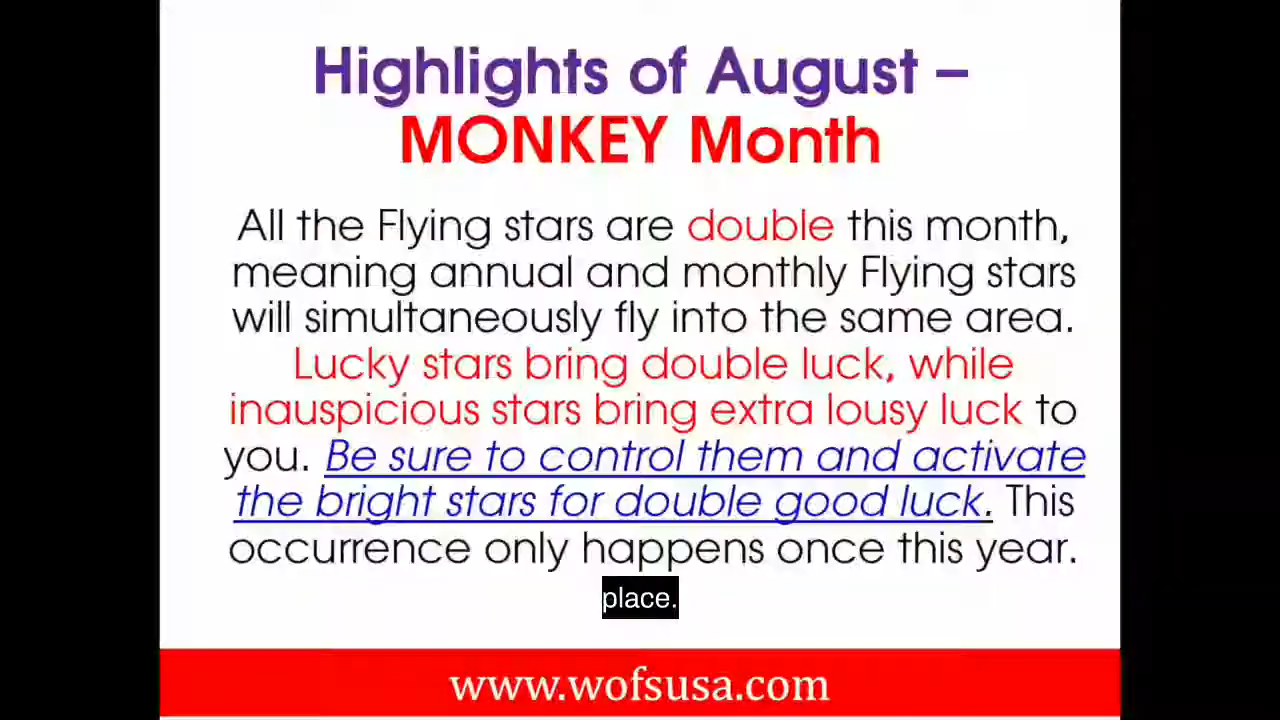 Highlights of August –
MONKEY Month
All the Flying stars are double this month,
meaning annual and monthly Flying stars
will simultaneously fly into the same area.
Lucky stars bring double luck, while
inauspicious stars bring extra lousy luck to
you. Be sure to control them and activate
the bright stars for double good luck. This
occurrence only happens once this year.
place.
www.wofsusa.com